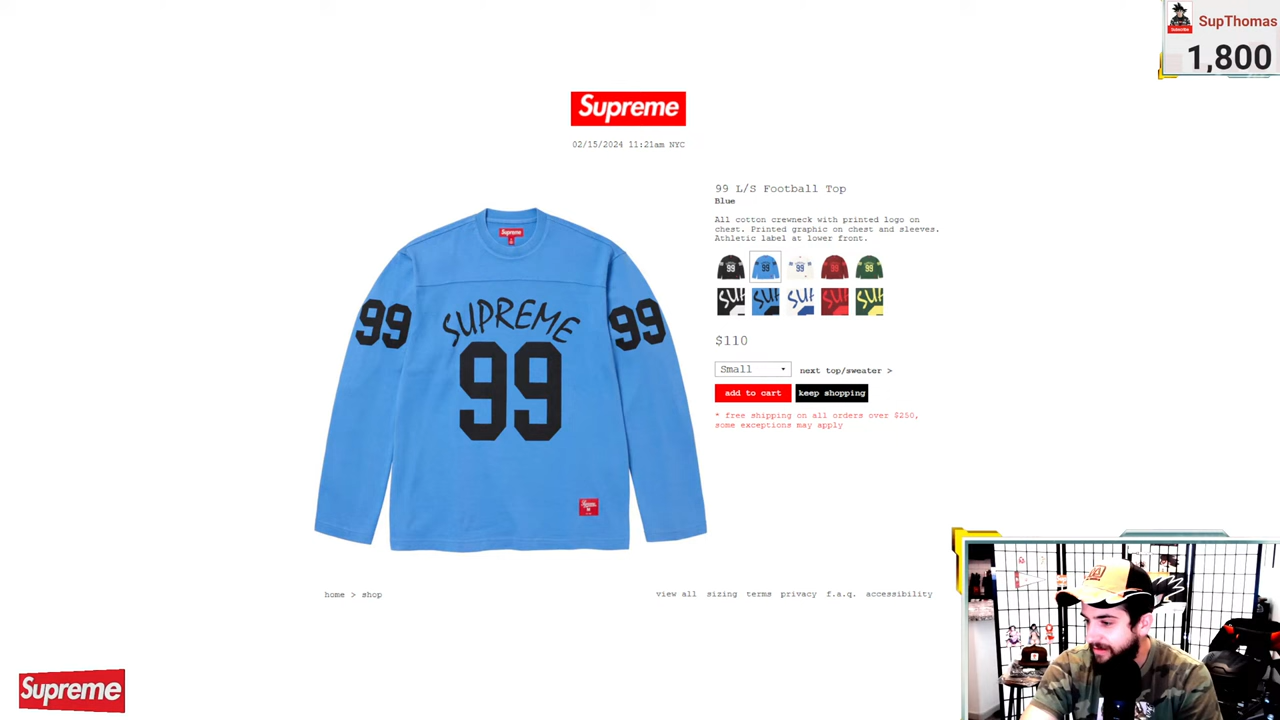 SupThomas
Subscribe
1,800
Supreme
02/15/2024 11:21am NYC
99 L/S Football Top
Blue
All cotton crewneck with printed logo on
chest. Printed graphic on chest and sleeves.
Athletic label at lower front.
Supreme
99
99
SUPREME
99
$110
Small
next top/sweater >
add to cart
keep shopping
* free shipping on all orders over $250,
some exceptions may apply
home > shop
view all sizing terms privacy f.a.q. accessibility
Supreme